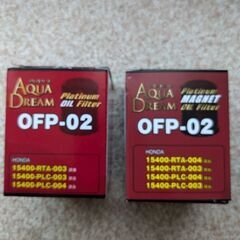 AQUA
DREAM
Platinum
OIL Filter
OFP-02
HONDA
15400-RTA-003
15400-PLC-003
15400-PLC-004
AQUA
DREAM
Platinum
MAGNET
OIL Filter
OFP-02
HONDA
15400-RTA-004
15400-RTA-003
15400-PLC-004
15400-PLC-003